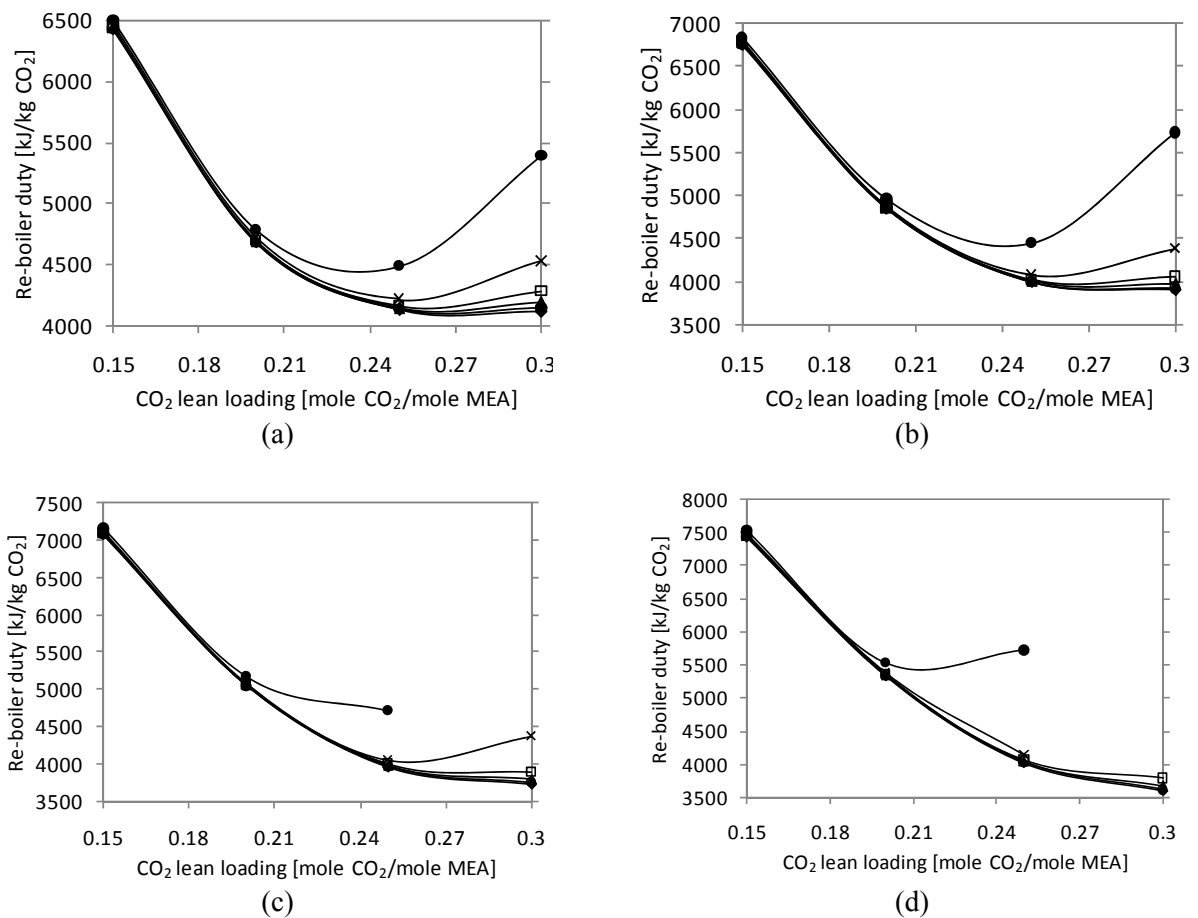 Re-boiler duty [kJ/kg CO₂]
6500
6000
5500
5000
4500
4000
0.15 0.18 0.21 0.24 0.27 0.3
CO₂ lean loading [mole CO₂/mole MEA]
(a)
Re-boiler duty [kJ/kg CO₂]
7000
6500
6000
5500
5000
4500
4000
3500
0.15 0.18 0.21 0.24 0.27 0.3
CO₂ lean loading [mole CO₂/mole MEA]
(b)
Re-boiler duty [kJ/kg CO₂]
7500
7000
6500
6000
5500
5000
4500
4000
3500
0.15 0.18 0.21 0.24 0.27 0.3
CO₂ lean loading [mole CO₂/mole MEA]
(c)
Re-boiler duty [kJ/kg CO₂]
8000
7500
7000
6500
6000
5500
5000
4500
4000
3500
0.15 0.18 0.21 0.24 0.27 0.3
CO₂ lean loading [mole CO₂/mole MEA]
(d)